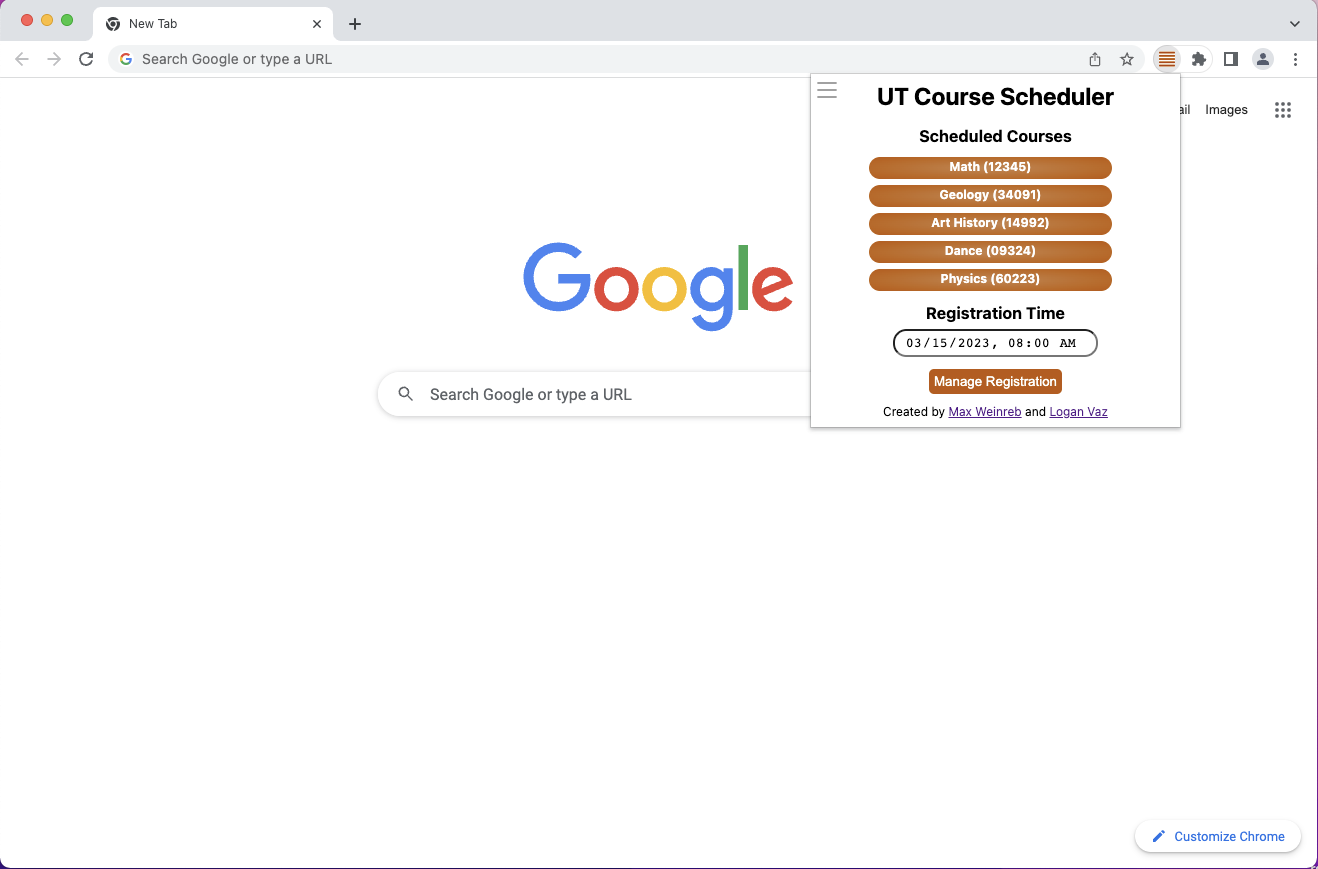 New Tab
Search Google or type a URL
UT Course Scheduler
ail Images
Scheduled Courses
Math (12345)
Geology (34091)
Art History (14992)
Dance (09324)
Physics (60223)
Google
Registration Time
03/15/2023, 08:00 AM
Manage Registration
Search Google or type a URL
Created by Max Weinreb and Logan Vaz
Customize Chrome